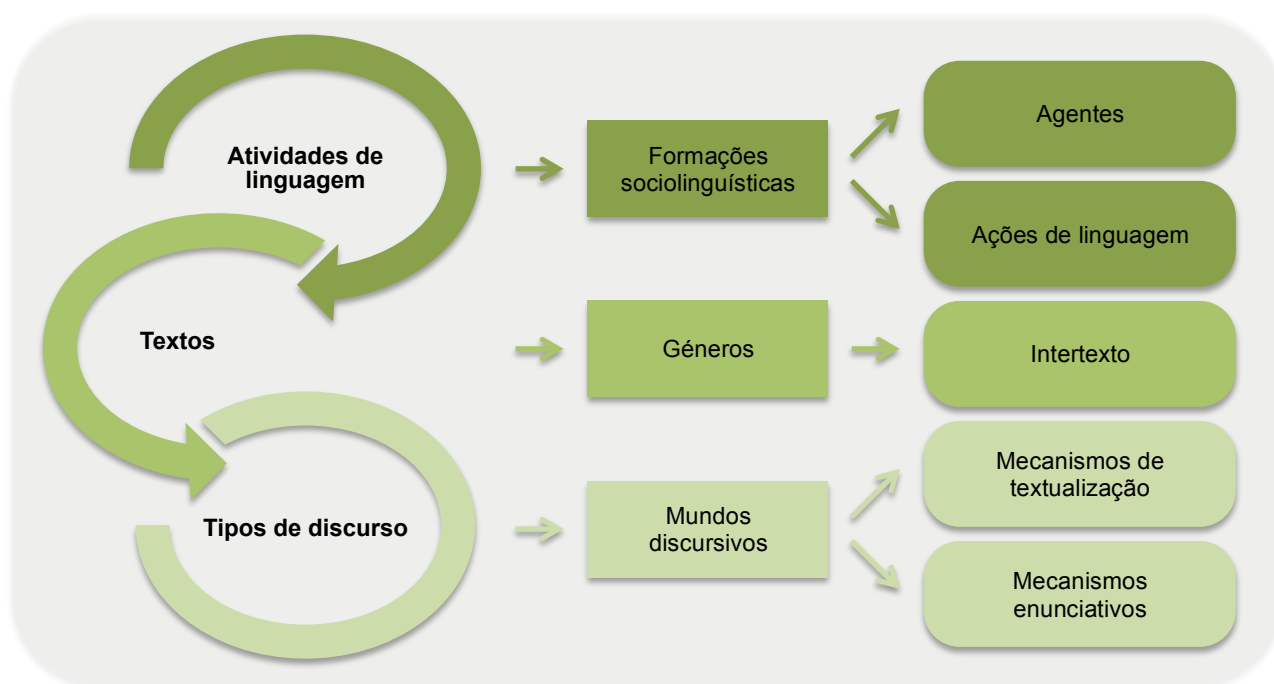 Atividades de
linguagem
Formações
sociolinguísticas
Agentes
Ações de linguagem
Textos
Géneros
Intertexto
Tipos de discurso
Mundos
discursivos
Mecanismos de
textualização
Mecanismos
enunciativos